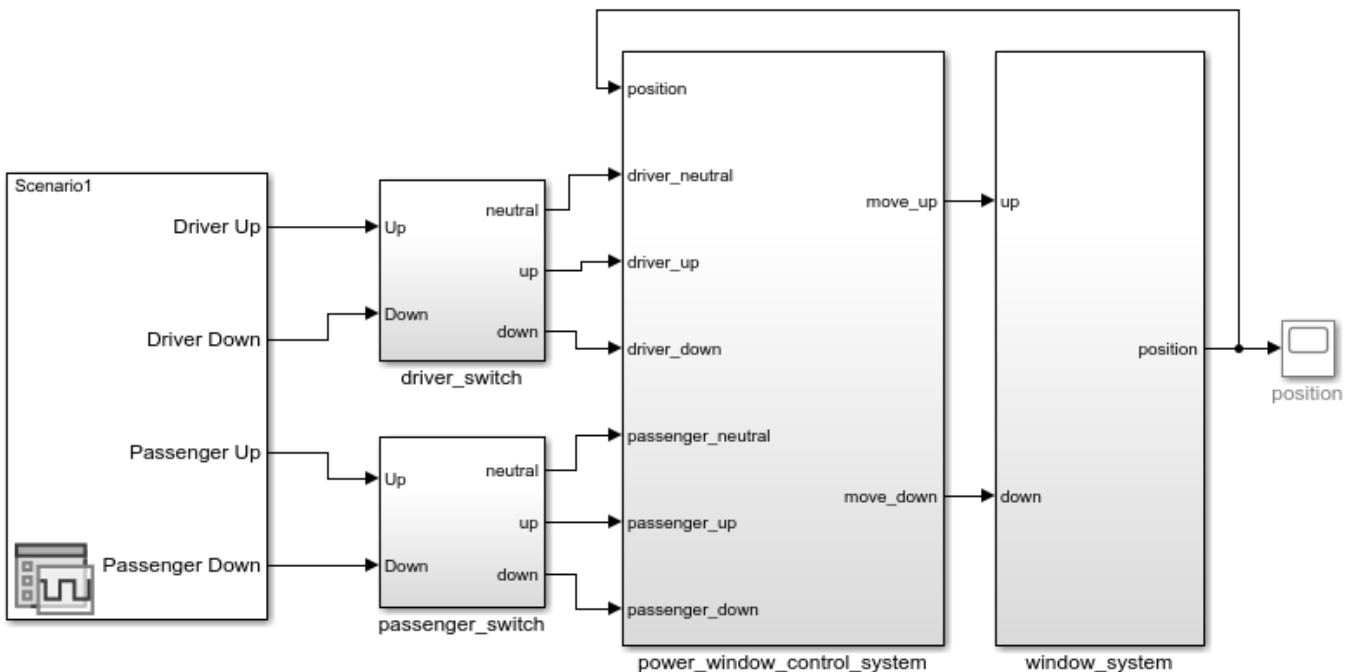 Scenario1
Driver Up
Driver Down
Passenger Up
Passenger Down
Up
Down
neutral
up
down
driver_switch
Up
Down
neutral
up
down
passenger_switch
position
driver_neutral
driver_up
driver_down
passenger_neutral
passenger_up
passenger_down
move_up
move_down
power_window_control_system
up
down
position
window_system
position